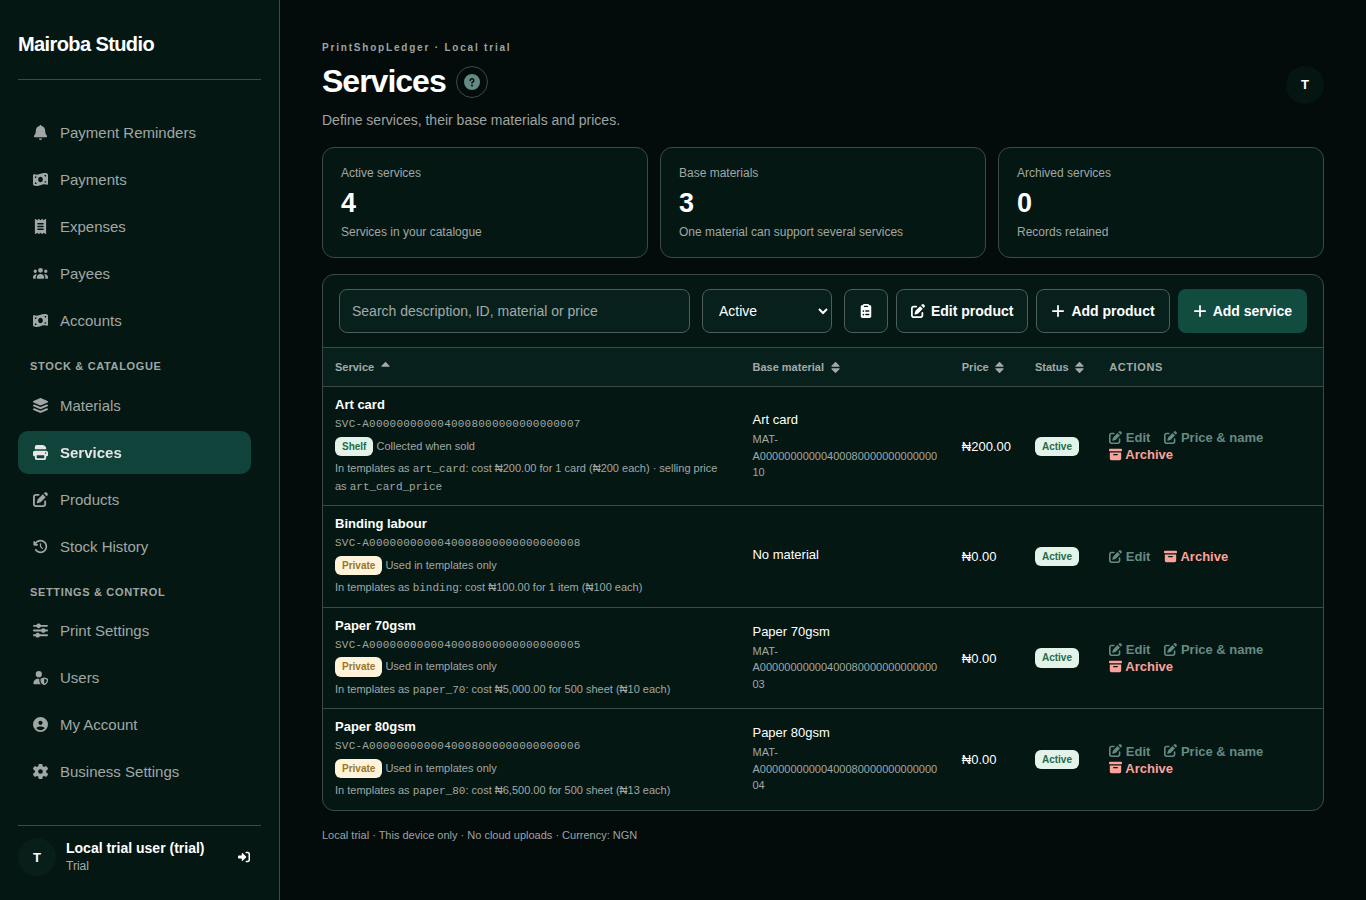 Mairoba Studio
Payment Reminders
Payments
Expenses
Payees
Accounts
STOCK & CATALOGUE
Materials
Services
Products
Stock History
SETTINGS & CONTROL
Print Settings
Users
My Account
Business Settings
T
Local trial user (trial)
Trial
PrintShopLedger · Local trial
Services
?
T
Define services, their base materials and prices.
Active services
4
Services in your catalogue
Base materials
3
One material can support several services
Archived services
0
Records retained
Search description, ID, material or price
Active
Edit product
Add product
Add service
Service
Base material
Price
Status
ACTIONS
Art card
SVC-A0000000000040008000000000000007
Shelf Collected when sold
In templates as art_card: cost ₦200.00 for 1 card (₦200 each) · selling price
as art_card_price
Art card
MAT-
A00000000000400080000000000000
10
₦200.00
Active
Edit Price & name
Archive
Binding labour
SVC-A0000000000040008000000000000008
Private Used in templates only
In templates as binding: cost ₦100.00 for 1 item (₦100 each)
No material
₦0.00
Active
Edit Archive
Paper 70gsm
SVC-A0000000000040008000000000000005
Private Used in templates only
In templates as paper_70: cost ₦5,000.00 for 500 sheet (₦10 each)
Paper 70gsm
MAT-
A00000000000400080000000000000
03
₦0.00
Active
Edit Price & name
Archive
Paper 80gsm
SVC-A0000000000040008000000000000006
Private Used in templates only
In templates as paper_80: cost ₦6,500.00 for 500 sheet (₦13 each)
Paper 80gsm
MAT-
A00000000000400080000000000000
04
₦0.00
Active
Edit Price & name
Archive
Local trial · This device only · No cloud uploads · Currency: NGN